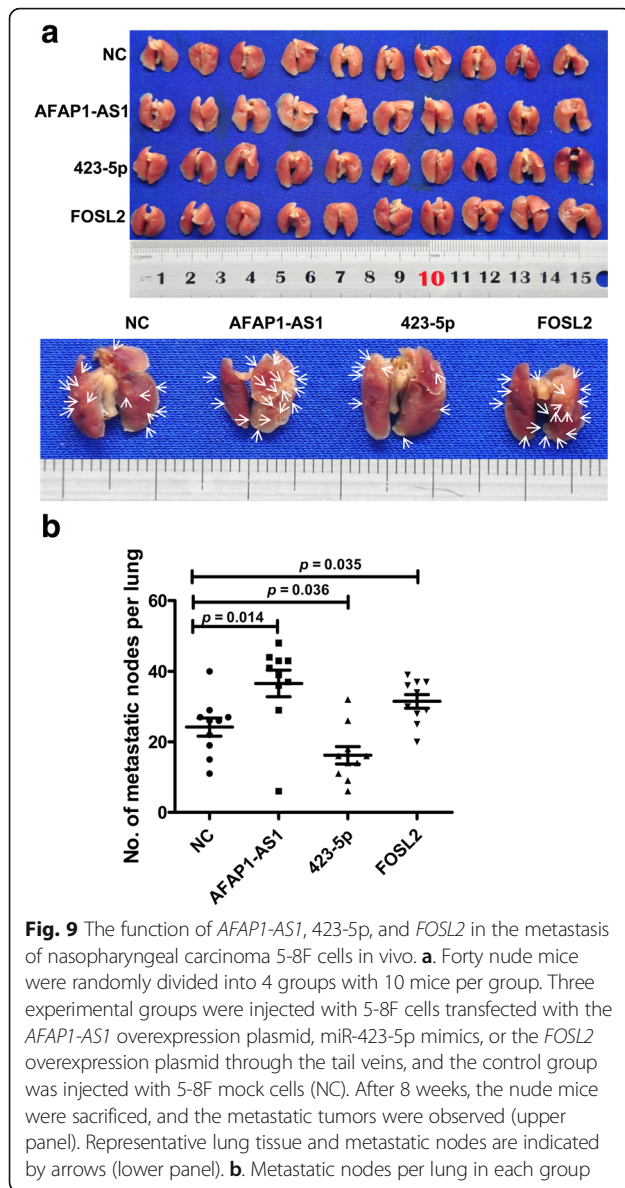 a
NC
AFAP1-AS1
423-5p
FOSL2
1 2 3 4 5 6 7 8 9 10 11 12 13 14 15
NC AFAP1-AS1 423-5p FOSL2
b
p = 0.035
p = 0.036
p = 0.014
No. of metastatic nodes per lung
60
40
20
0
NC
AFAP1-AS1
423-5p
FOSL2
Fig. 9 The function of AFAP1-AS1, 423-5p, and FOSL2 in the metastasis
of nasopharyngeal carcinoma 5-8F cells in vivo. a. Forty nude mice
were randomly divided into 4 groups with 10 mice per group. Three
experimental groups were injected with 5-8F cells transfected with the
AFAP1-AS1 overexpression plasmid, miR-423-5p mimics, or the FOSL2
overexpression plasmid through the tail veins, and the control group
was injected with 5-8F mock cells (NC). After 8 weeks, the nude mice
were sacrificed, and the metastatic tumors were observed (upper
panel). Representative lung tissue and metastatic nodes are indicated
by arrows (lower panel). b. Metastatic nodes per lung in each group